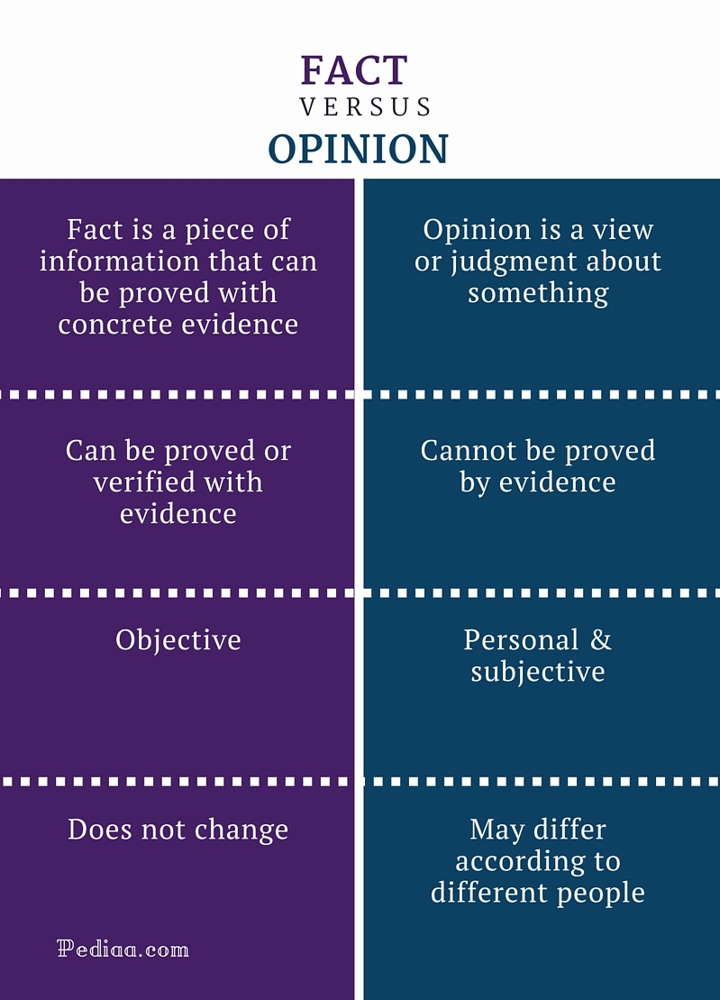 FACT
VERSUS
OPINION
Fact is a piece of
information that can
be proved with
concrete evidence
Opinion is a view
or judgment about
something
Can be proved or
verified with
evidence
Cannot be proved
by evidence
Objective
Personal &
subjective
Does not change
May differ
according to
different people
Pediaa.com